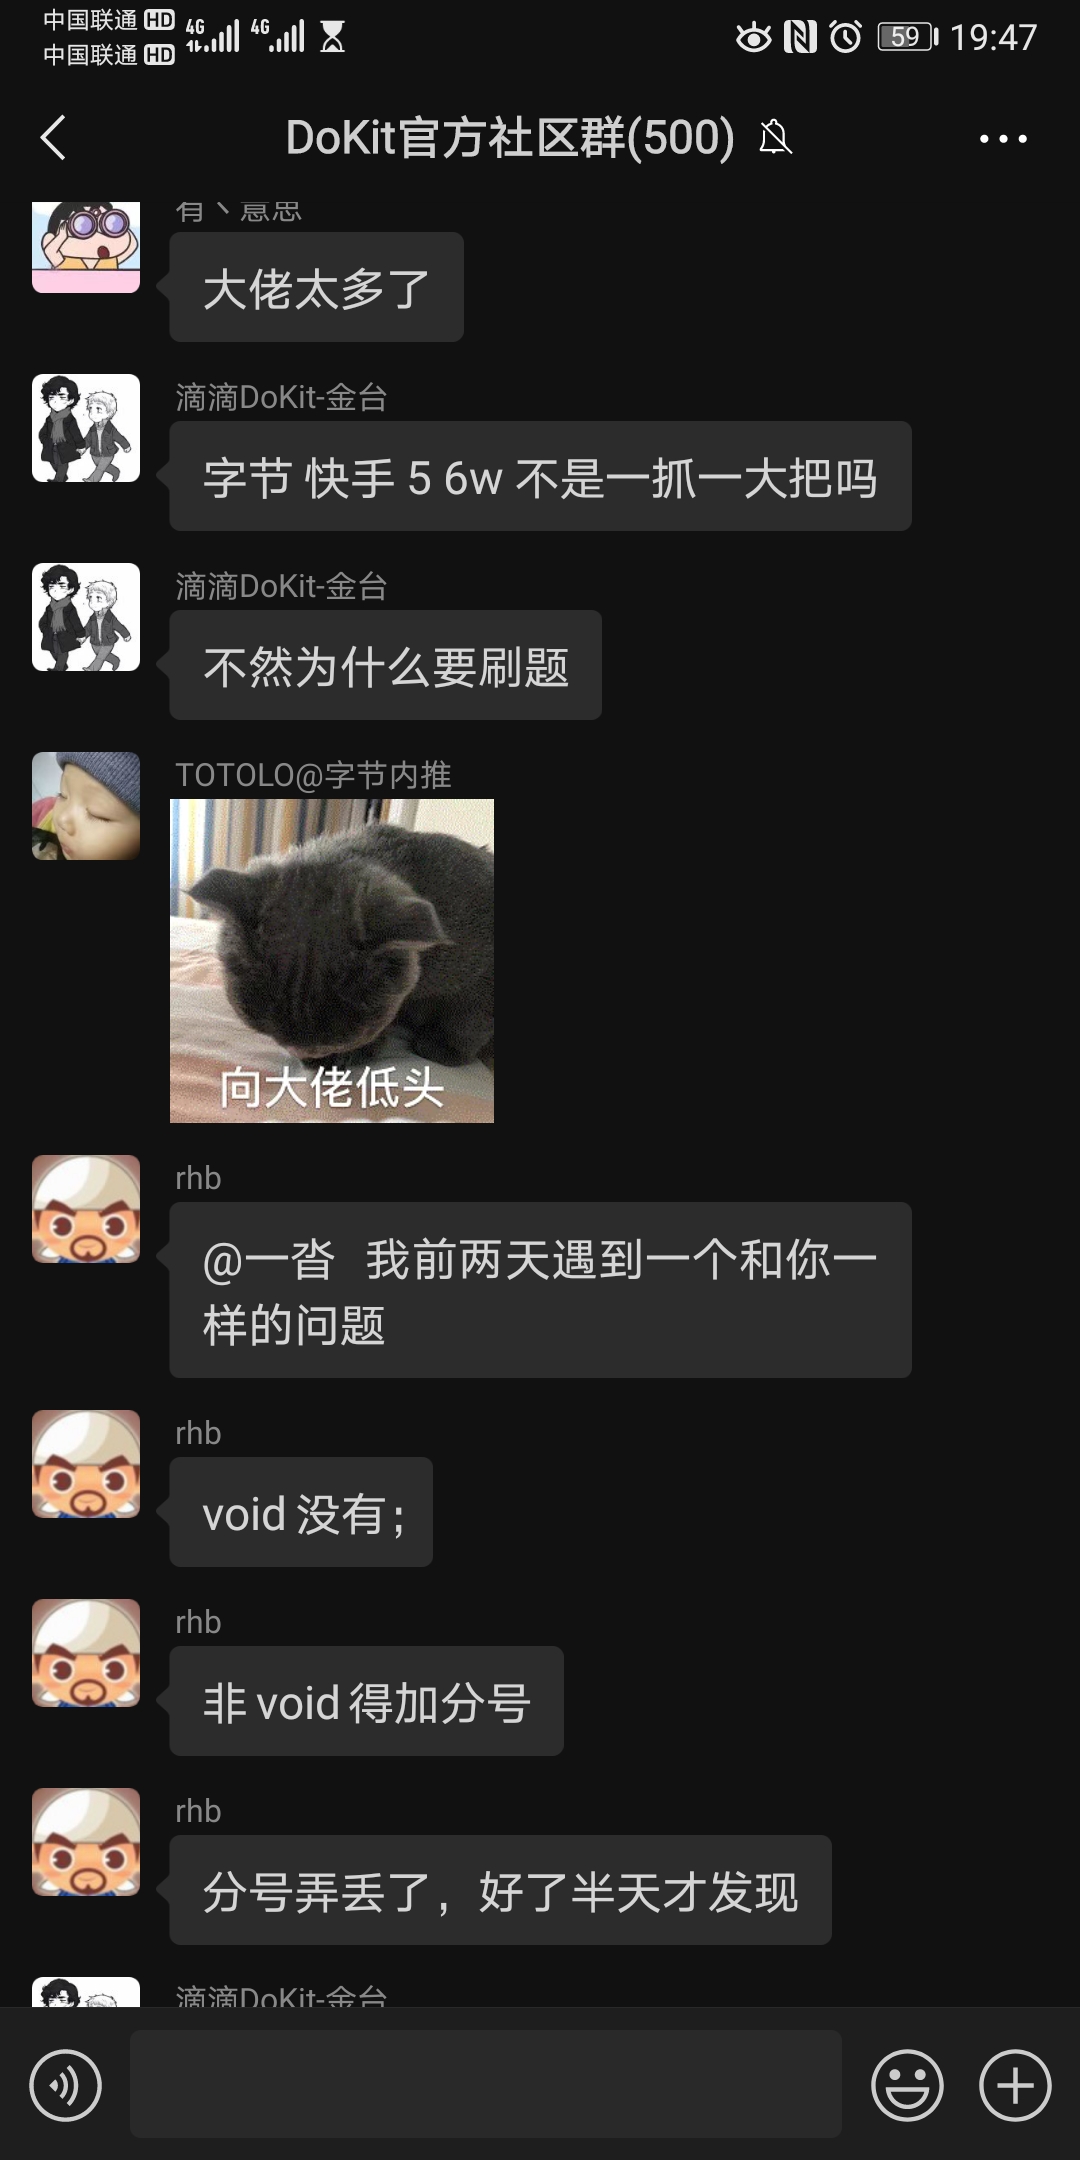 中国联通 HD 4G 4G 59 19:47
中国联通 HD
DoKit官方社区群(500)
有丶意思
大佬太多了
滴滴DoKit-金台
字节 快手 5 6w 不是一抓一大把吗
滴滴DoKit-金台
不然为什么要刷题
TOTOLO@字节内推
向大佬低头
rhb
@一沓 我前两天遇到一个和你一
样的问题
rhb
void 没有;
rhb
非 void 得加分号
rhb
分号弄丢了，好了半天才发现
滴滴DoKit-金台